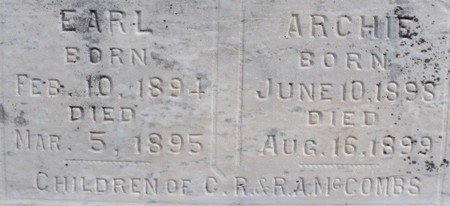 EARL
BORN
FEB. 10, 1894
DIED
MAR. 5, 1895
ARCHIE
BORN
JUNE 10, 1898
DIED
AUG. 16, 1899
CHILDREN OF C. R. & R. A. McCOMBS